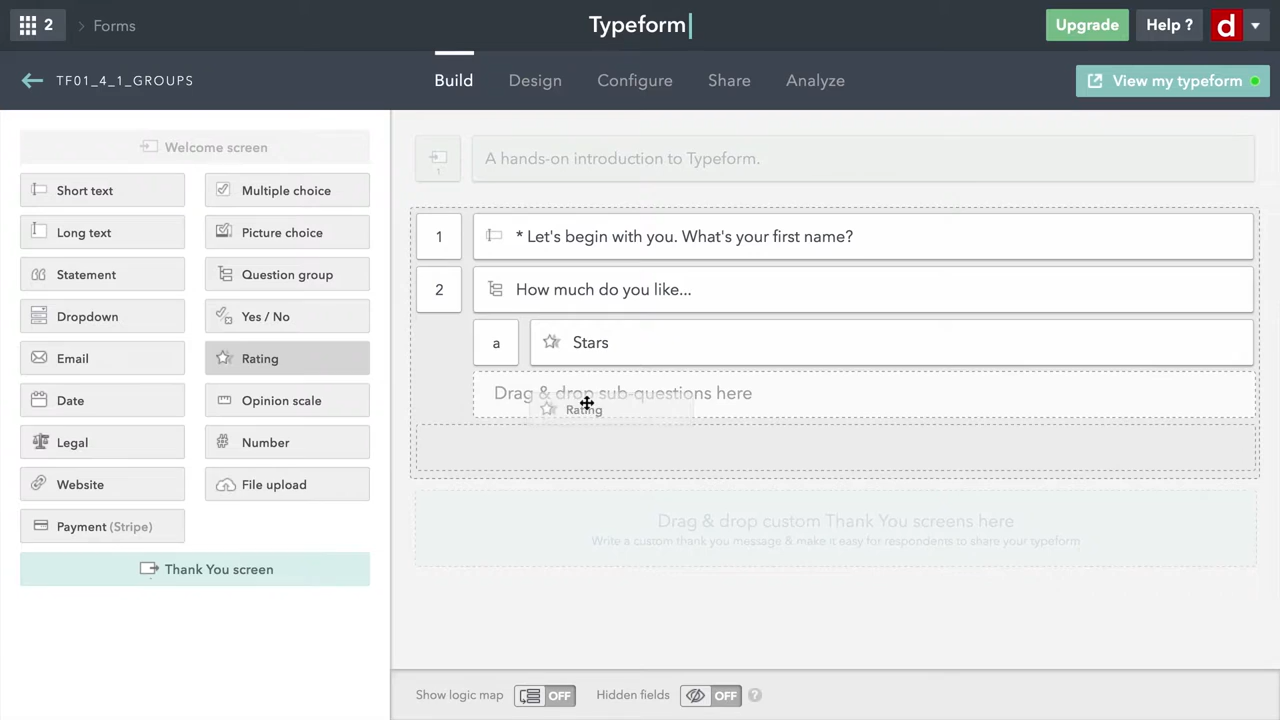 2 Forms Typeform Upgrade Help ? d
TF01_4_1_GROUPS Build Design Configure Share Analyze View my typeform
Welcome screen
1
A hands-on introduction to Typeform.
Short text Multiple choice
Long text Picture choice
Statement Question group
Dropdown Yes / No
Email Rating
Date Opinion scale
Legal Number
Website File upload
Payment (Stripe)
Thank You screen
1 * Let's begin with you. What's your first name?
2 How much do you like...
a Stars
Drag & drop sub-questions here
Rating
Drag & drop custom Thank You screens here
Write a custom thank you message & make it easy for respondents to share your typeform
Show logic map OFF Hidden fields OFF ?